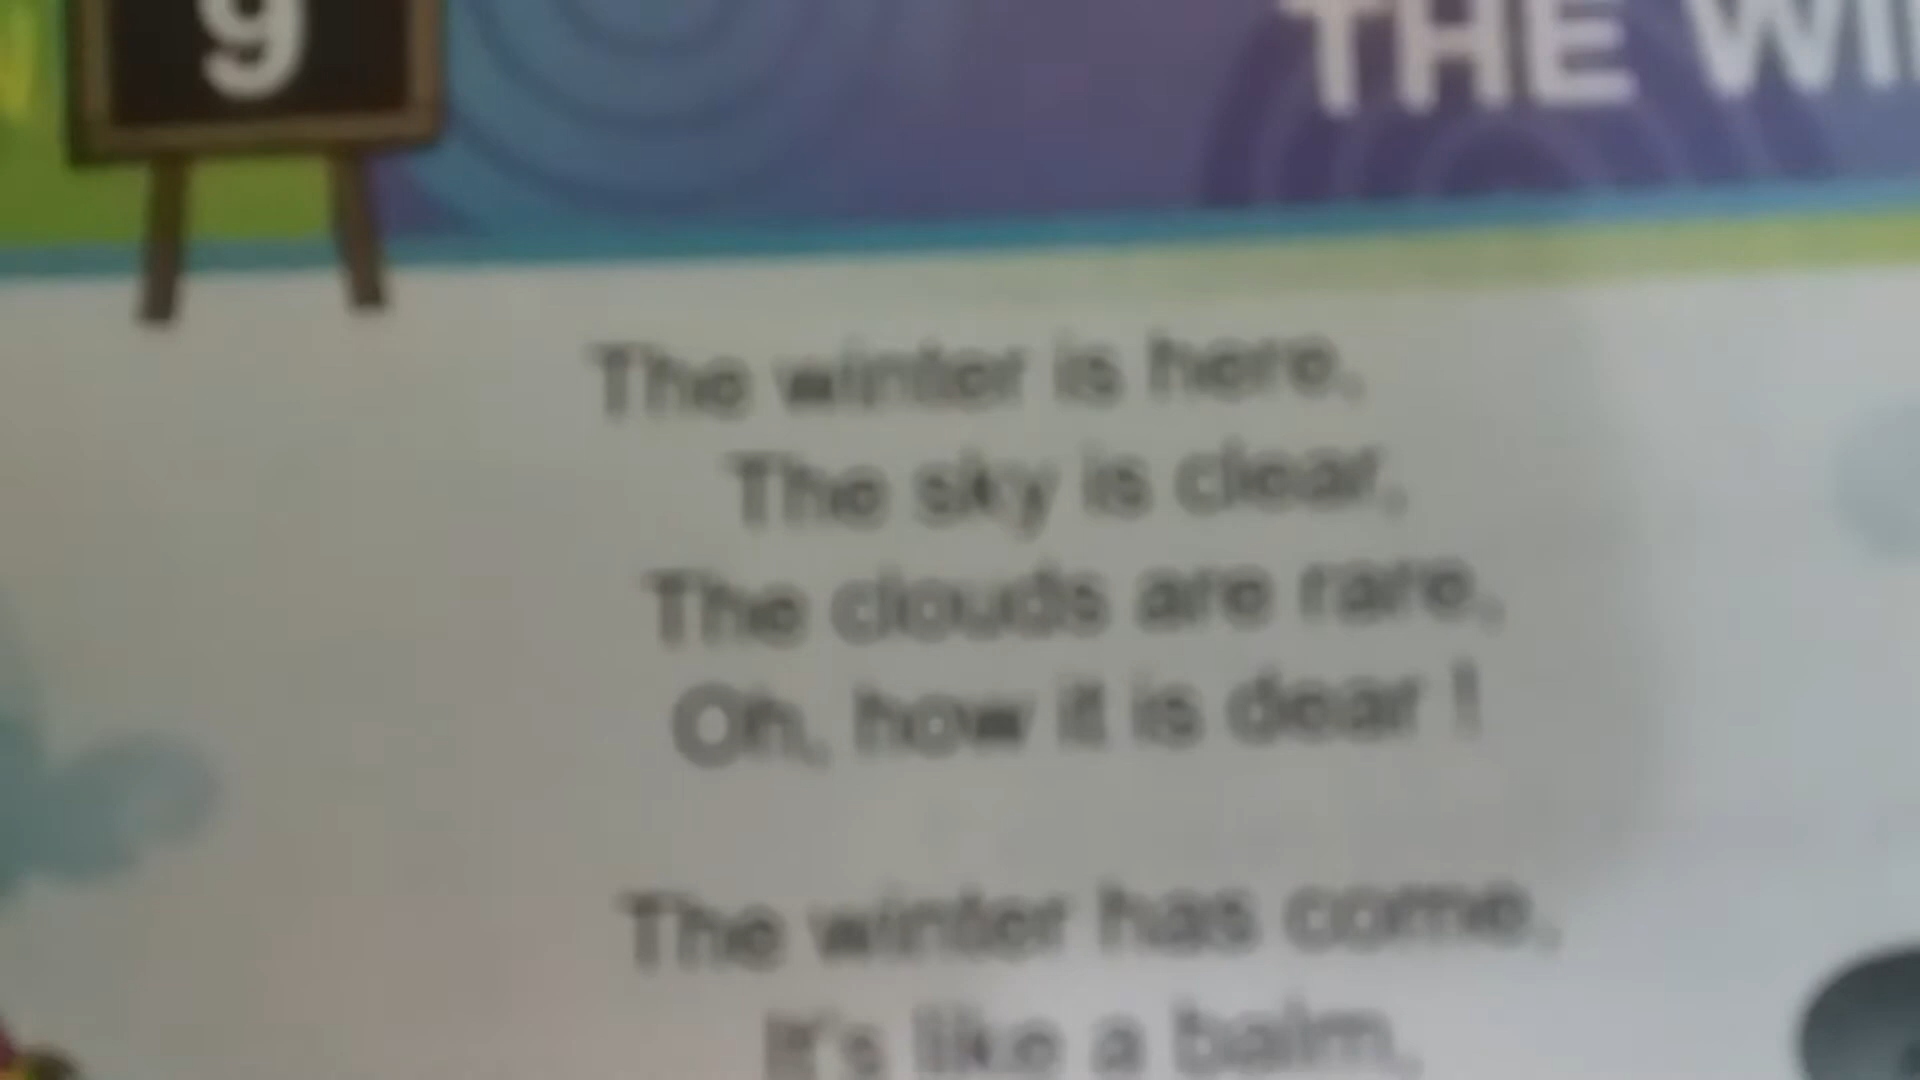 9
THE WI
The winter is here,
The sky is clear,
The clouds are rare,
Oh, how it is dear !
The winter has come,
It's like a balm,